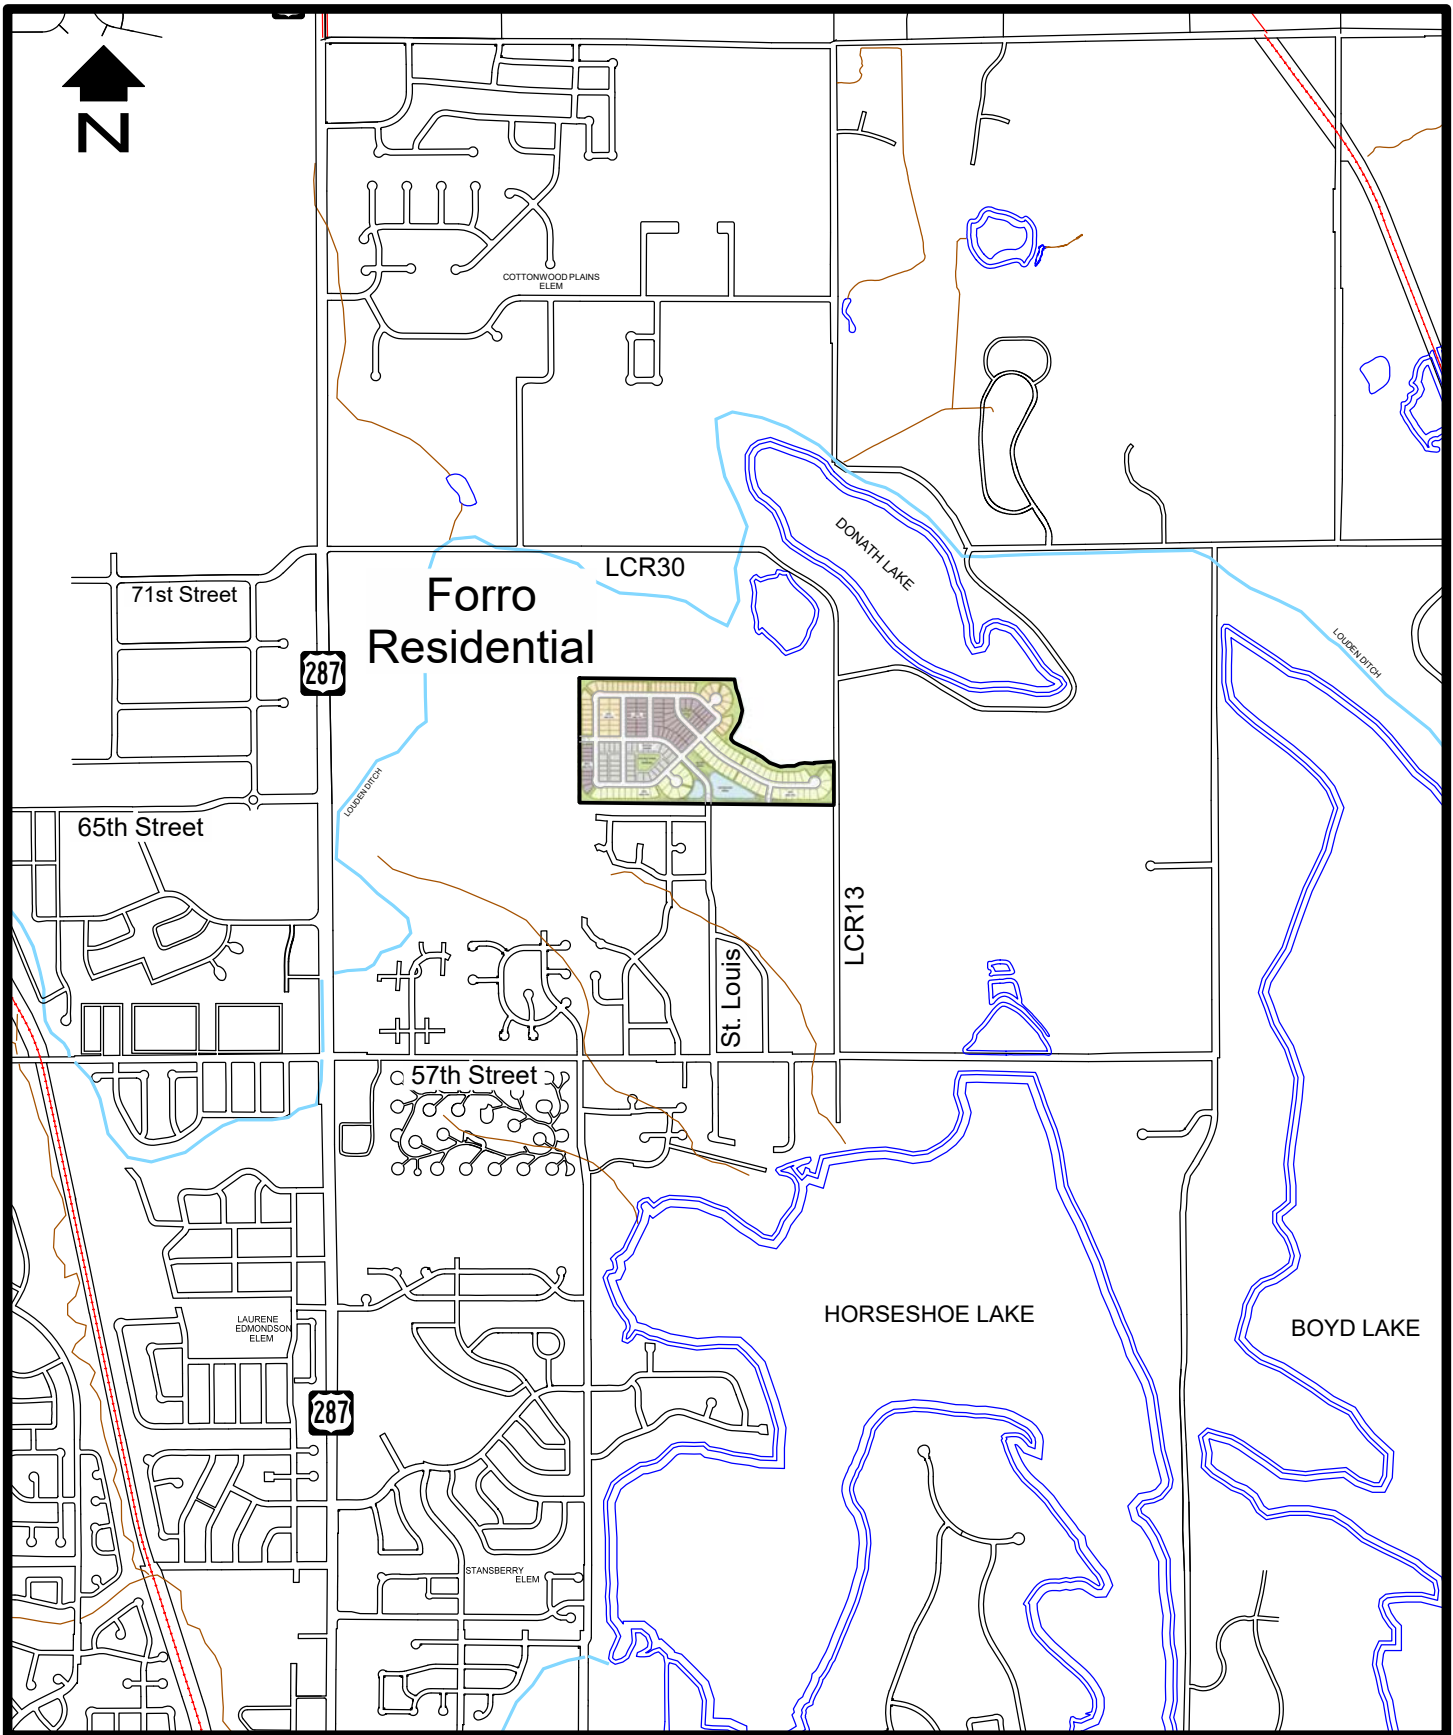 N
COTTONWOOD PLAINS
ELEM
DONATH LAKE
LCR30
71st Street
Forro
Residential
287
LOUDEN DITCH
LOUDEN DITCH
65th Street
LCR13
St. Louis
57th Street
HORSESHOE LAKE
BOYD LAKE
LAURENE
EDMONDSON
ELEM
287
STANSBERRY
ELEM